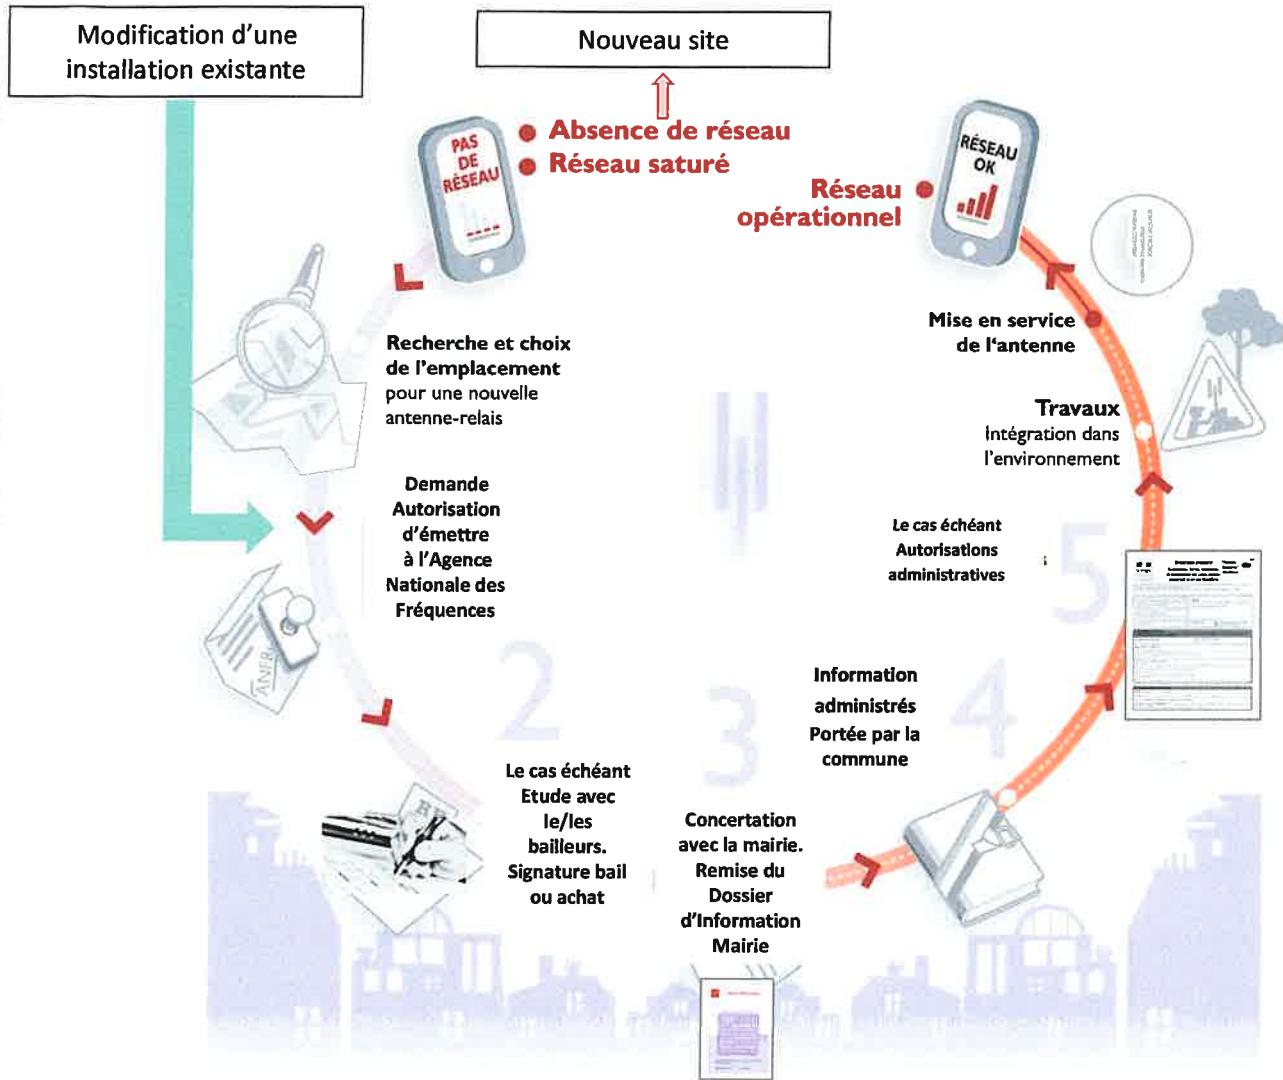 Modification d'une
installation existante
Nouveau site
Absence de réseau
Réseau saturé
PAS
DE
RÉSEAU
RÉSEAU
OK
Réseau
opérationnel
Recherche et choix
de l'emplacement
pour une nouvelle
antenne-relais
Mise en service
de l'antenne
Travaux
Intégration dans
l'environnement
Demande
Autorisation
d'émettre
à l'Agence
Nationale des
Fréquences
ANFR
Le cas échéant
Autorisations
administratives
5
2
3
4
Information
administrés
Portée par la
commune
Le cas échéant
Etude avec
le/les
bailleurs.
Signature bail
ou achat
Concertation
avec la mairie.
Remise du
Dossier
d'Information
Mairie